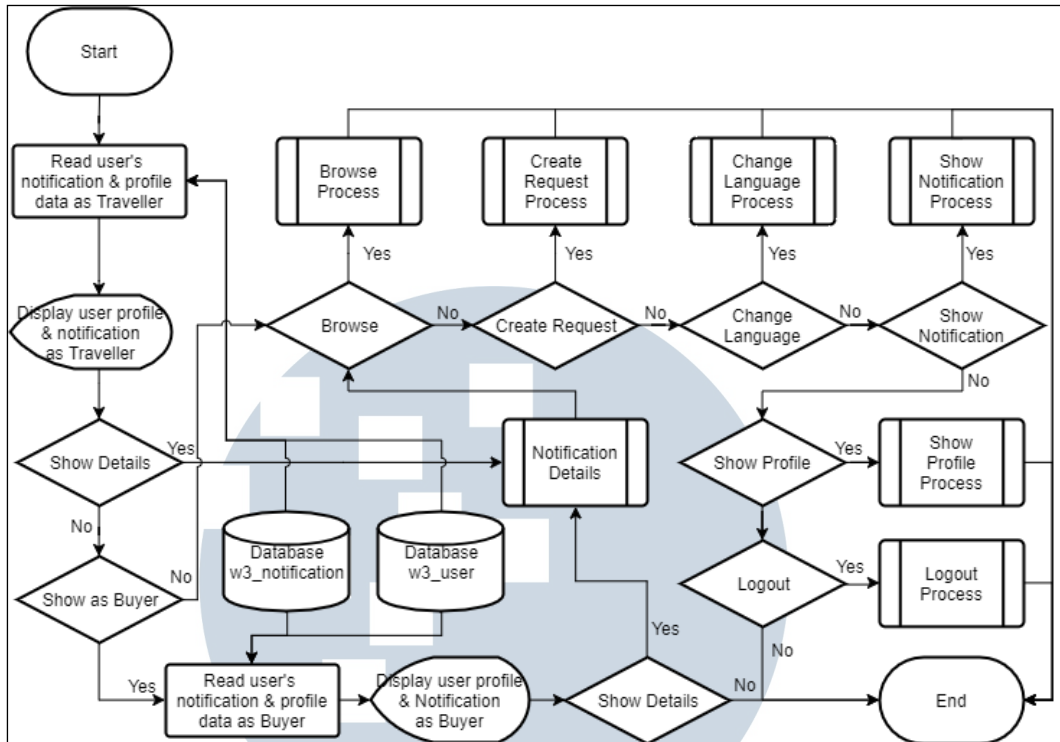 Start
Read user's
notification & profile
data as Traveller
Display user profile
& notification
as Traveller
Show Details
Yes
No
Show as Buyer
No
Yes
Browse
Process
Create
Request
Process
Change
Language
Process
Show
Notification
Process
Yes
Yes
Yes
Yes
Browse
No
Create Request
No
Change
Language
No
Show
Notification
No
Notification
Details
Show Profile
Yes
Show
Profile
Process
Database
w3_notification
Database
w3_user
Logout
Yes
Logout
Process
No
Read user's
notification & profile
data as Buyer
Display user profile
& Notification
as Buyer
Show Details
Yes
No
End